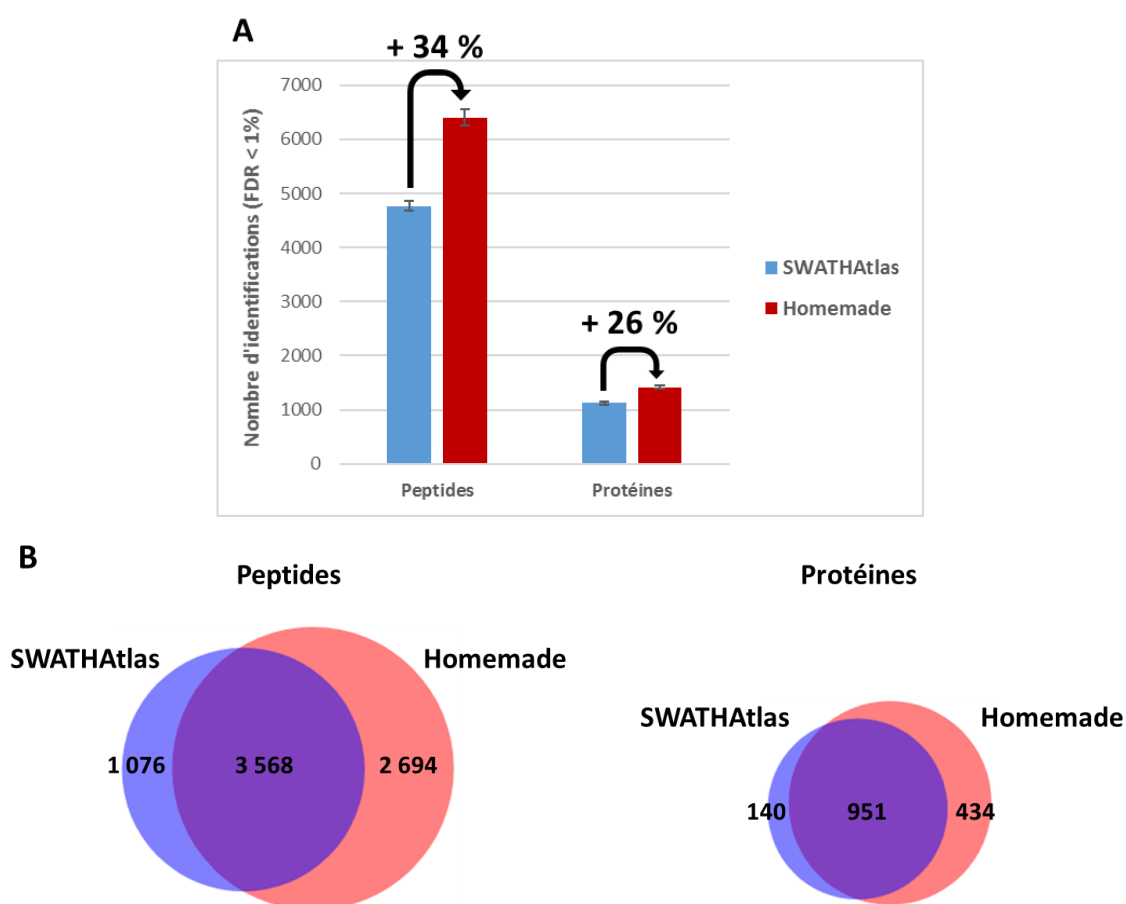 A
+ 34 %
Nombre d'identifications (FDR < 1%)
7000
6000
5000
4000
3000
2000
1000
0
+ 26 %
SWATHAtlas
Homemade
Peptides
Protéines
B
Peptides
Protéines
SWATHAtlas
Homemade
1 076
3 568
2 694
SWATHAtlas
Homemade
140
951
434